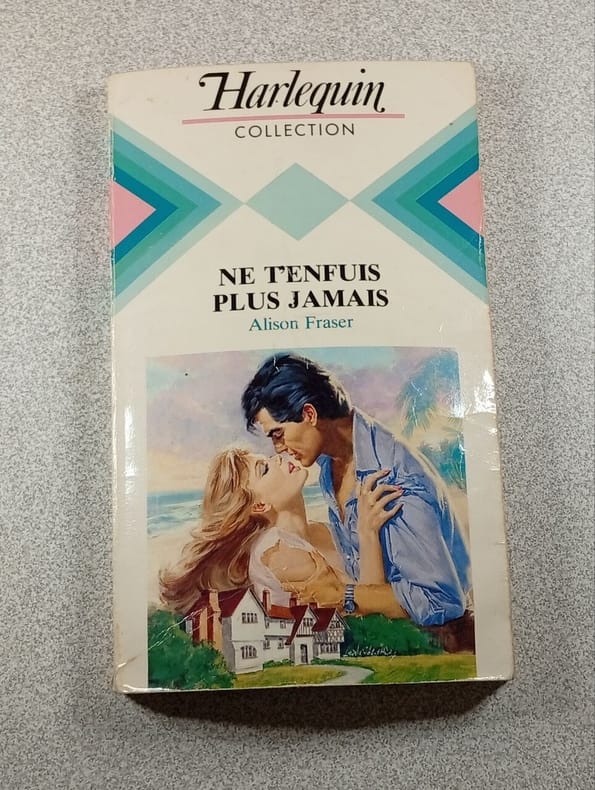 Harlequin
COLLECTION
NE T'ENFUIS
PLUS JAMAIS
Alison Fraser